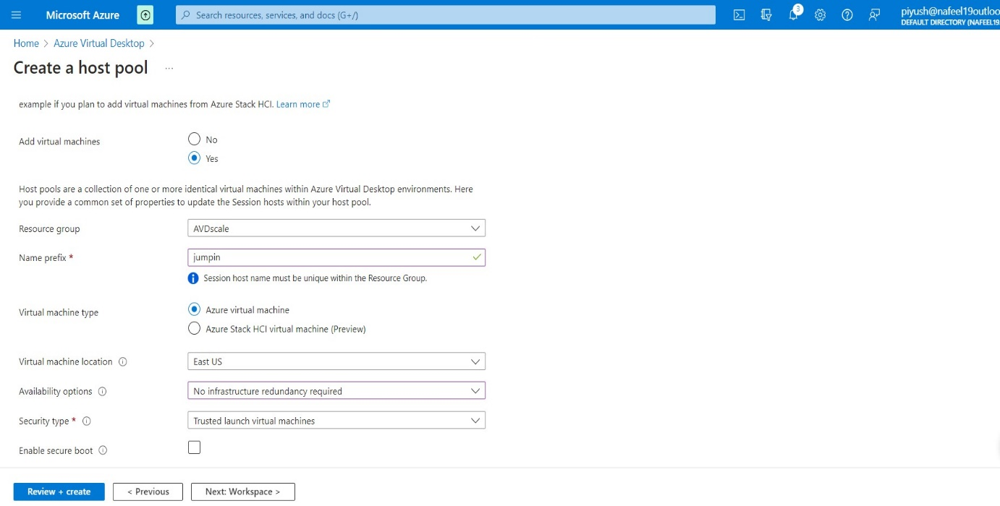 Microsoft Azure
Search resources, services, and docs (G+/)
3
piyush@nafeel19outloo
DEFAULT DIRECTORY (NAFEEL19
Home > Azure Virtual Desktop >
Create a host pool ...
example if you plan to add virtual machines from Azure Stack HCI. Learn more
Add virtual machines
No
Yes
Host pools are a collection of one or more identical virtual machines within Azure Virtual Desktop environments. Here
you provide a common set of properties to update the Session hosts within your host pool.
Resource group
AVDscale
Name prefix *
jumpin
Session host name must be unique within the Resource Group.
Virtual machine type
Azure virtual machine
Azure Stack HCI virtual machine (Preview)
Virtual machine location
East US
Availability options
No infrastructure redundancy required
Security type *
Trusted launch virtual machines
Enable secure boot
Review + create
< Previous
Next: Workspace >